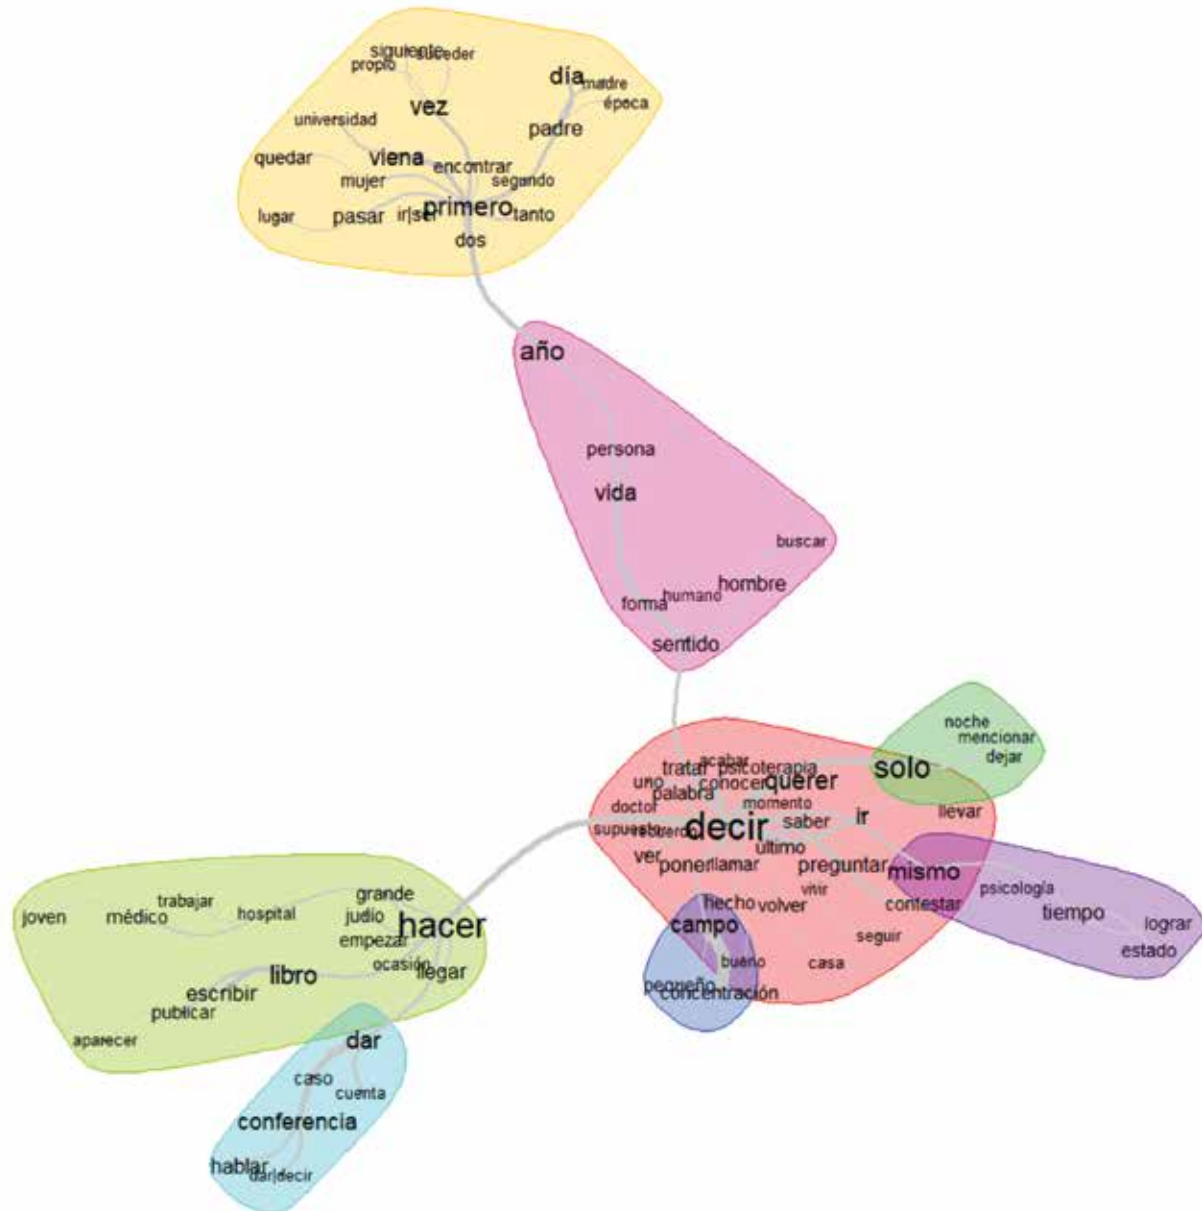 siguiente
suceder
propio
día
madre
vez
época
universidad
padre
quedar
viena
encontrar
mujer
segundo
primero
lugar
pasar
ir|ser
tanto
dos
año
persona
vida
buscar
hombre
humano
forma
sentido
noche
mencionar
dejar
acabar
tratar
psicoterapia
solo
uno
conocer
querer
palabra
doctor
momento
ir
llevar
supuesto
recuerdo
decir
saber
ver
último
poner
llamar
preguntar
mismo
vivir
psicología
hecho
volver
contestar
tiempo
campo
lograr
seguir
estado
bueno
casa
pequeño
concentración
grande
trabajar
joven
médico
hospital
judío
hacer
empezar
ocasión
libro
llegar
escribir
publicar
aparecer
dar
caso
cuenta
conferencia
hablar
dar|decir